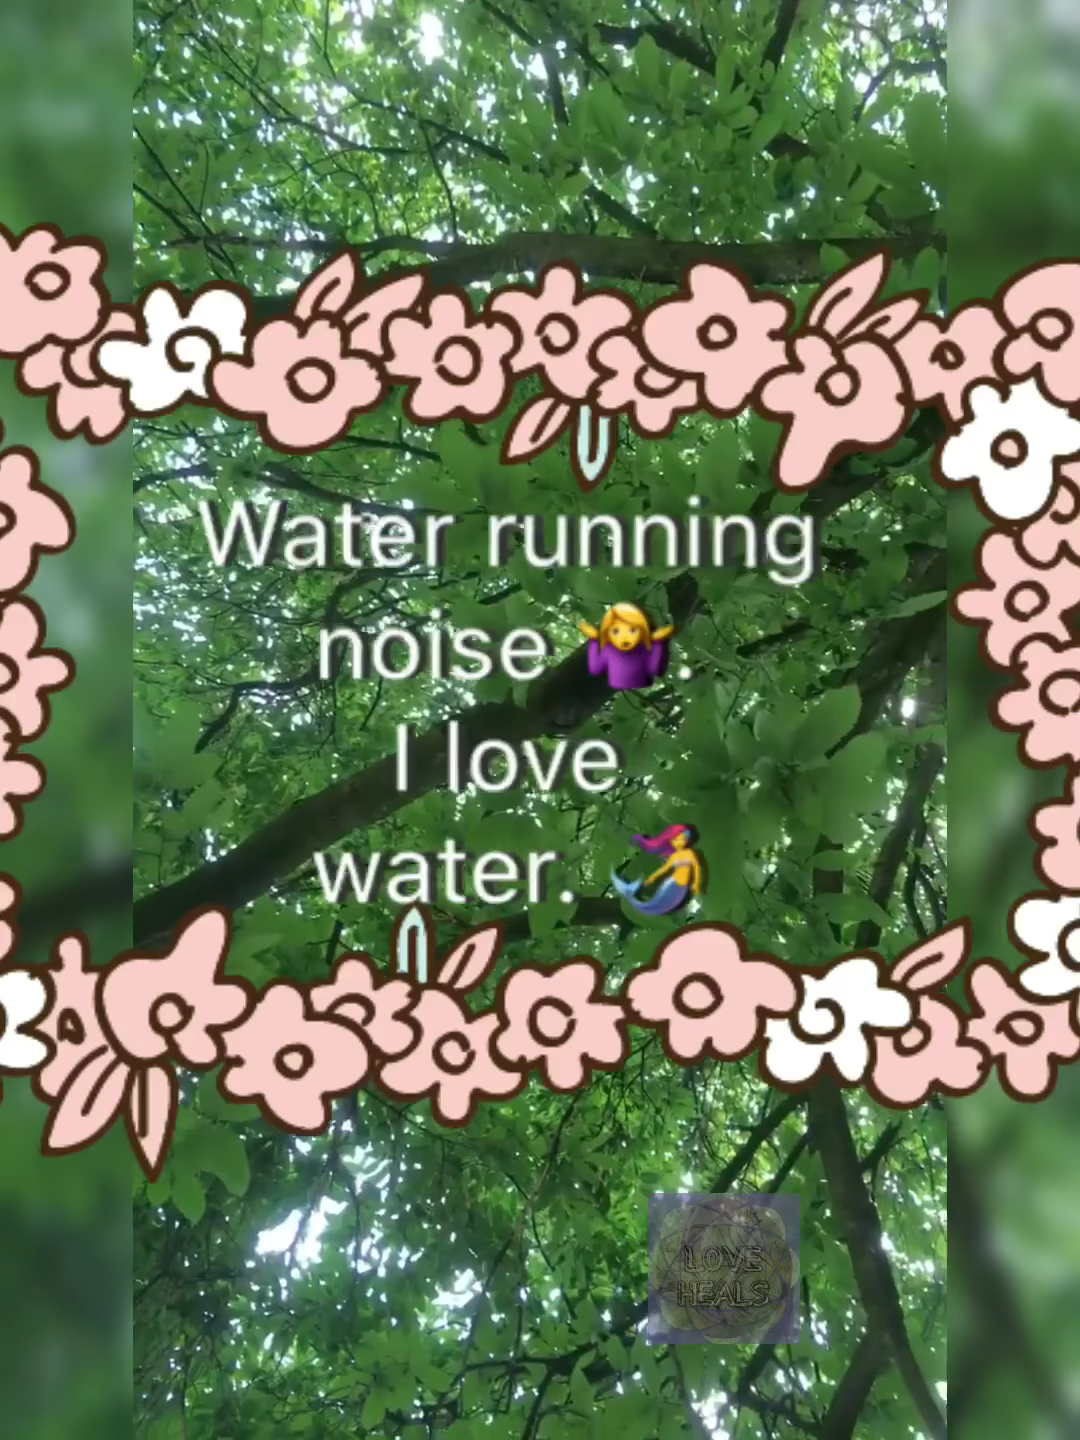 Water running
noise 🤷‍♀️.
I love
water. 🧜‍♀️
LOVE
HEALS